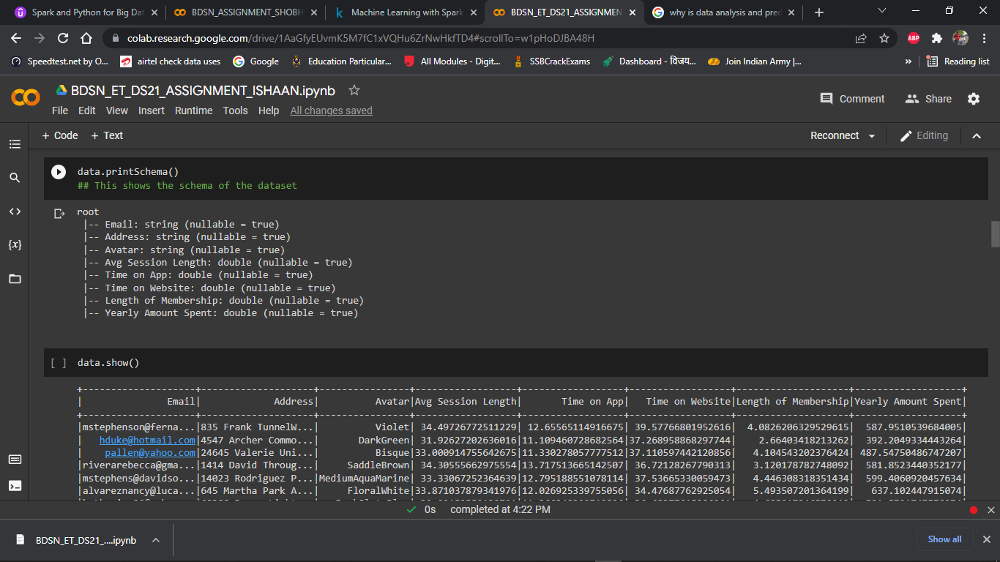 Spark and Python for Big Dat
BDSN_ASSIGNMENT_SHOBH
Machine Learning with Spark
BDSN_ET_DS21_ASSIGNMEN
why is data analysis and pred
colab.research.google.com/drive/1AaGfyEUvmK5M7fC1xVQHu6ZrNwHkfTD4#scrollTo=w1pHoDJBA48H
ABP
Speedtest.net by O...
airtel check data uses
Google
Education Particular...
All Modules - Digit...
SSBCrackExams
Dashboard - विजय...
Join Indian Army |...
»
Reading list
BDSN_ET_DS21_ASSIGNMENT_ISHAAN.ipynb
Comment
Share
File Edit View Insert Runtime Tools Help All changes saved
+ Code + Text
Reconnect
Editing
data.printSchema()
## This shows the schema of the dataset
root
|-- Email: string (nullable = true)
|-- Address: string (nullable = true)
|-- Avatar: string (nullable = true)
|-- Avg Session Length: double (nullable = true)
|-- Time on App: double (nullable = true)
|-- Time on Website: double (nullable = true)
|-- Length of Membership: double (nullable = true)
|-- Yearly Amount Spent: double (nullable = true)
[ ] data.show()
| Email| Address| Avatar|Avg Session Length| Time on App| Time on Website|Length of Membership|Yearly Amount Spent|
|mstephenson@ferna...|835 Frank TunnelW...| Violet| 34.49726772511229| 12.65565114916675| 39.57766801952616| 4.0826206329529615| 587.9510539684005|
| hduke@hotmail.com|4547 Archer Commo...| DarkGreen| 31.92627202636016|11.109460728682564|37.268958868297744| 2.66403418213262| 392.2049334443264|
| pallen@yahoo.com|24645 Valerie Uni...| Bisque|33.000914755642675|11.330278057777512|37.110597442120856| 4.104543202376424| 487.54750486747207|
|riverarebecca@gma...|1414 David Throug...| SaddleBrown| 34.30555662975554|13.717513665142507| 36.72128267790313| 3.120178782748092| 581.8523440352177|
|mstephens@davidso...|14023 Rodriguez P...|MediumAquaMarine| 33.33067252364639|12.795188551078114| 37.53665330059473| 4.446308318351434| 599.4060920457634|
|alvareznancy@luca...|645 Martha Park A...| FloralWhite|33.871037879341976|12.026925339755056| 34.47687762925054| 5.493507201364199| 637.102447915074|
0s completed at 4:22 PM
BDSN_ET_DS21_....ipynb
Show all